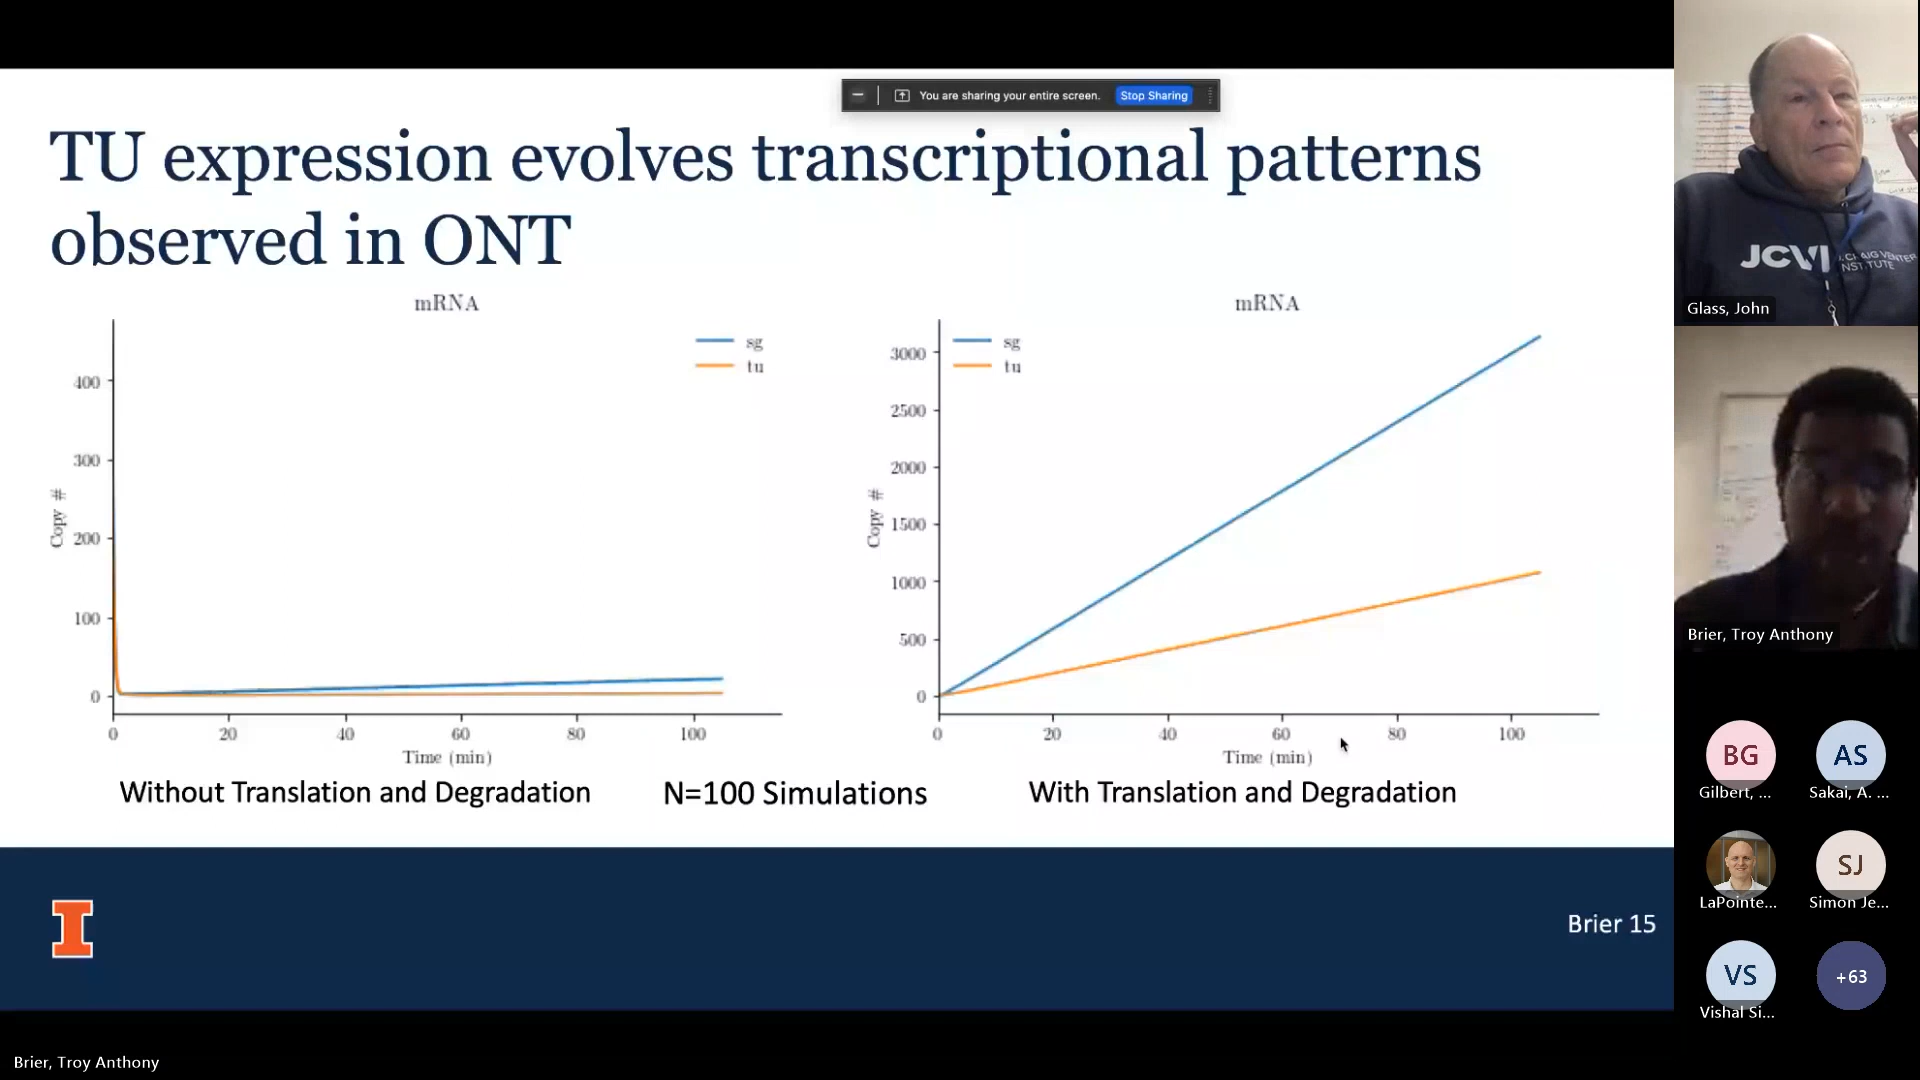 You are sharing your entire screen.
Stop Sharing
TU expression evolves transcriptional patterns
observed in ONT
mRNA
sg
tu
400
300
200
100
0
Copy #
0 20 40 60 80 100
Time (min)
Without Translation and Degradation
N=100 Simulations
mRNA
sg
tu
3000
2500
2000
1500
1000
500
0
Copy #
0 20 40 60 80 100
Time (min)
With Translation and Degradation
I
Brier 15
JCVI
Glass, John
Brier, Troy Anthony
BG
Gilbert, ...
AS
Sakai, A. ...
LaPointe...
SJ
Simon Je...
VS
Vishal Si...
+63
Brier, Troy Anthony